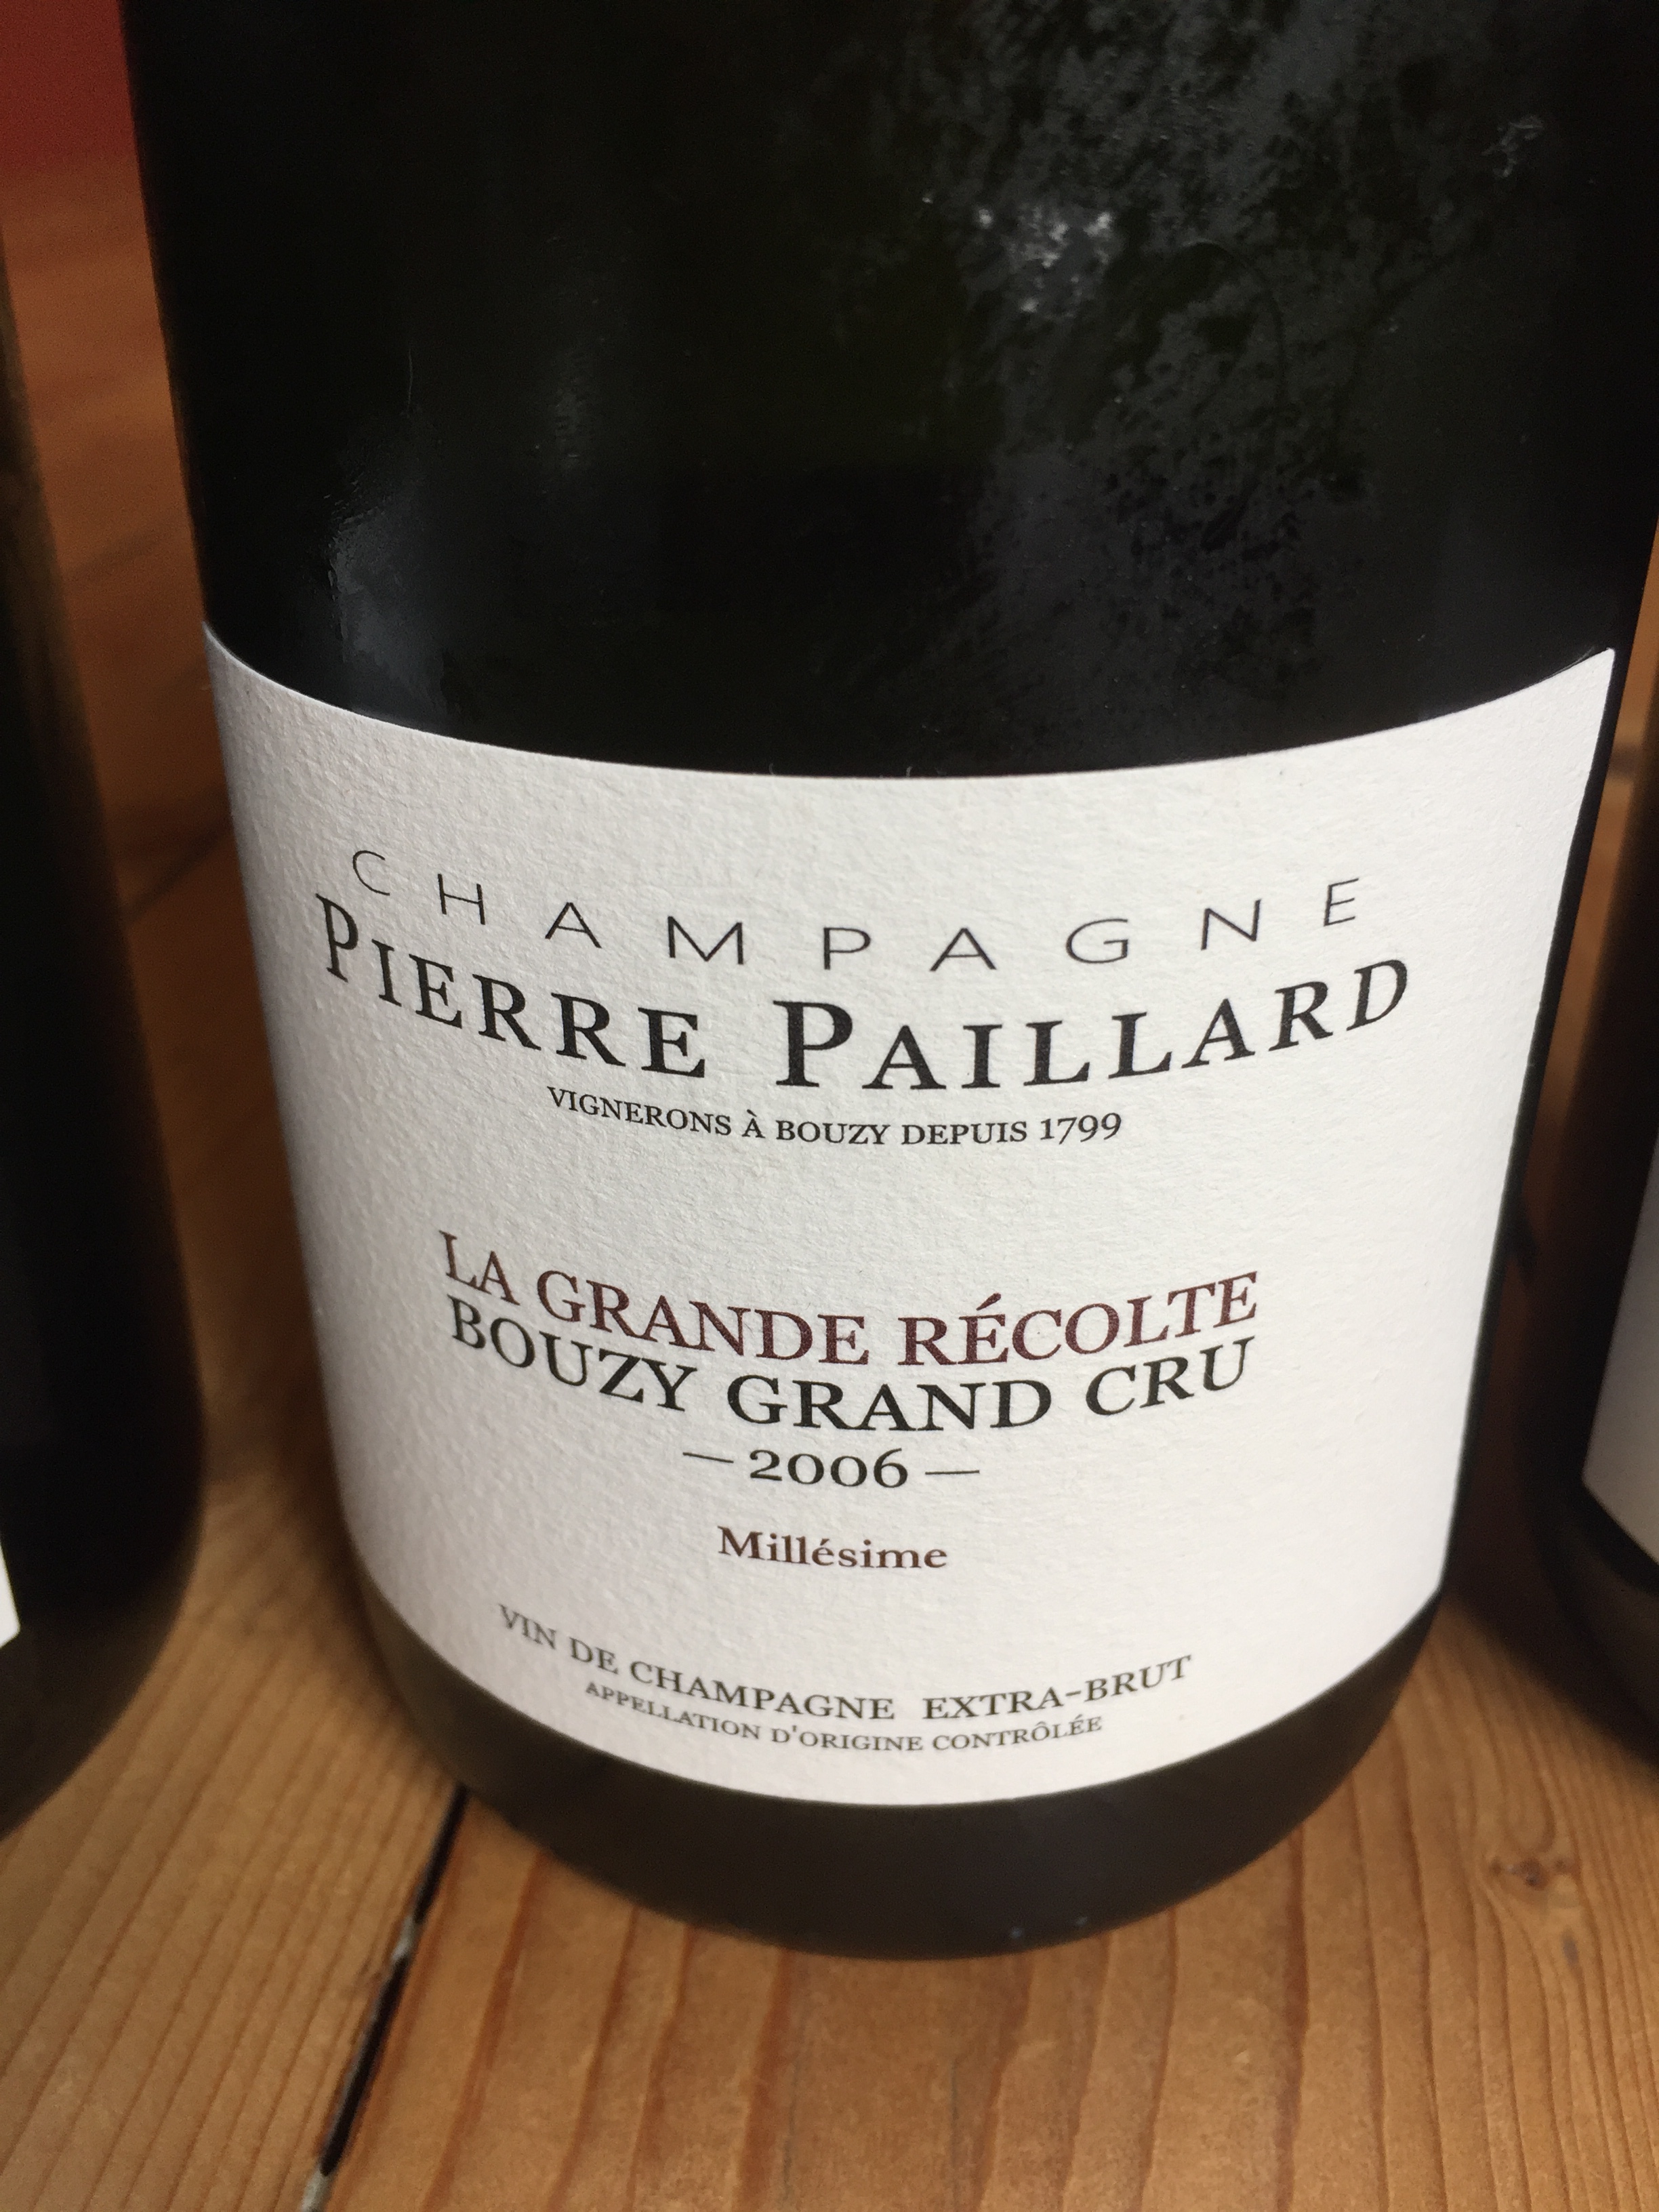 CHAMPAGNE
PIERRE PAILLARD
VIGNERONS À BOUZY DEPUIS 1799
LA GRANDE RÉCOLTE
BOUZY GRAND CRU
— 2006 —
Millésime
VIN DE CHAMPAGNE EXTRA-BRUT
APPELLATION D'ORIGINE CONTRÔLÉE